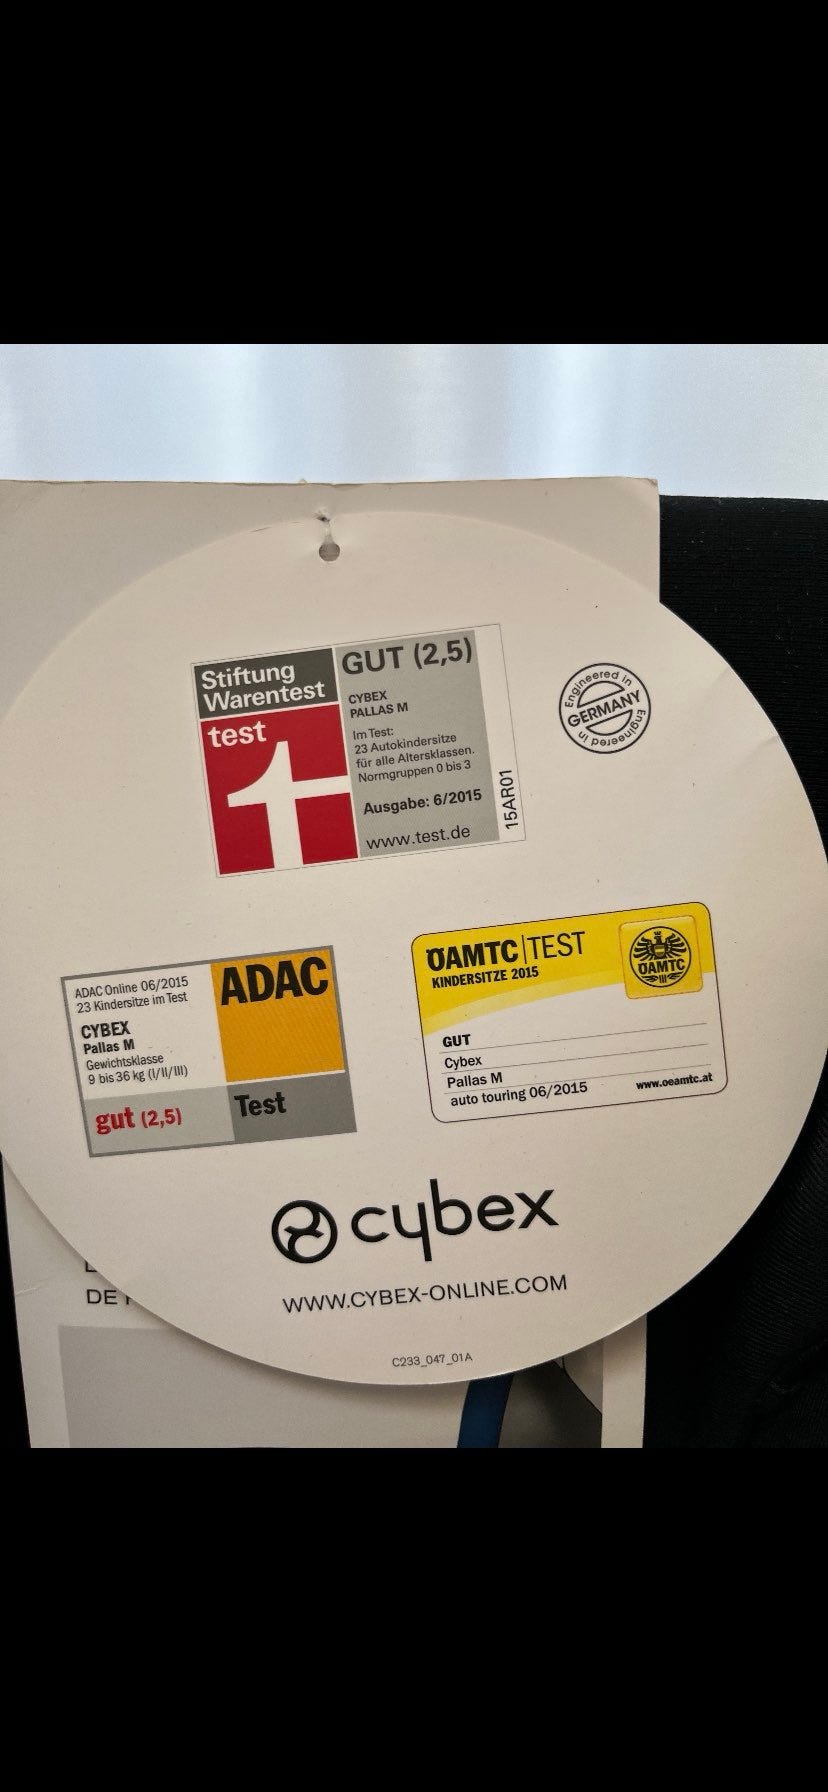 Stiftung
Warentest
test
GUT (2,5)
CYBEX
PALLAS M
Im Test:
23 Autokindersitze
für alle Altersklassen.
Normgruppen 0 bis 3
Ausgabe: 6/2015
www.test.de
15AR01
Engineered in
GERMANY
Engineered in
ADAC Online 06/2015
23 Kindersitze im Test
CYBEX
Pallas M
Gewichtsklasse
9 bis 36 kg (I/II/III)
gut (2,5)
ADAC
Test
ÖAMTC|TEST
KINDERSITZE 2015
ÖAMTC
GUT
Cybex
Pallas M
auto touring 06/2015
www.oeamtc.at
cybex
WWW.CYBEX-ONLINE.COM
DE
C233_047_01A